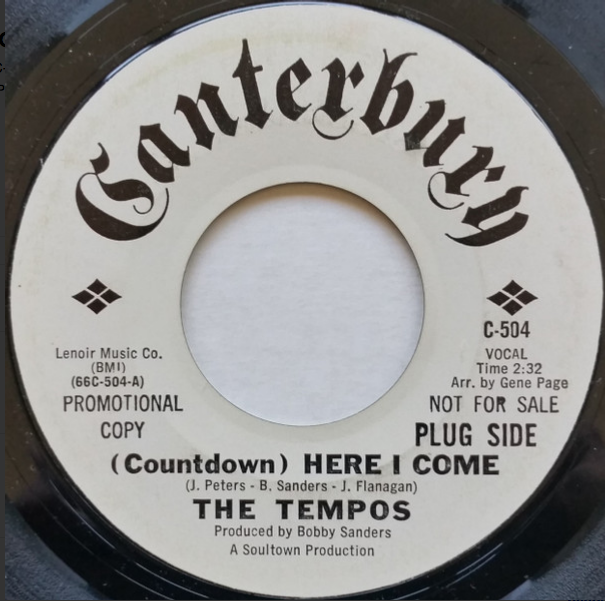 Canterbury
C-504
Lenoir Music Co.
(BMI)
(66C-504-A)
VOCAL
Time 2:32
Arr. by Gene Page
PROMOTIONAL
COPY
NOT FOR SALE
PLUG SIDE
(Countdown) HERE I COME
(J. Peters - B. Sanders - J. Flanagan)
THE TEMPOS
Produced by Bobby Sanders
A Soultown Production